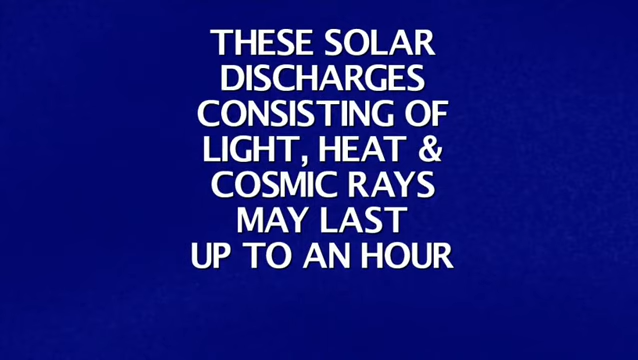 THESE SOLAR
DISCHARGES
CONSISTING OF
LIGHT, HEAT &
COSMIC RAYS
MAY LAST
UP TO AN HOUR